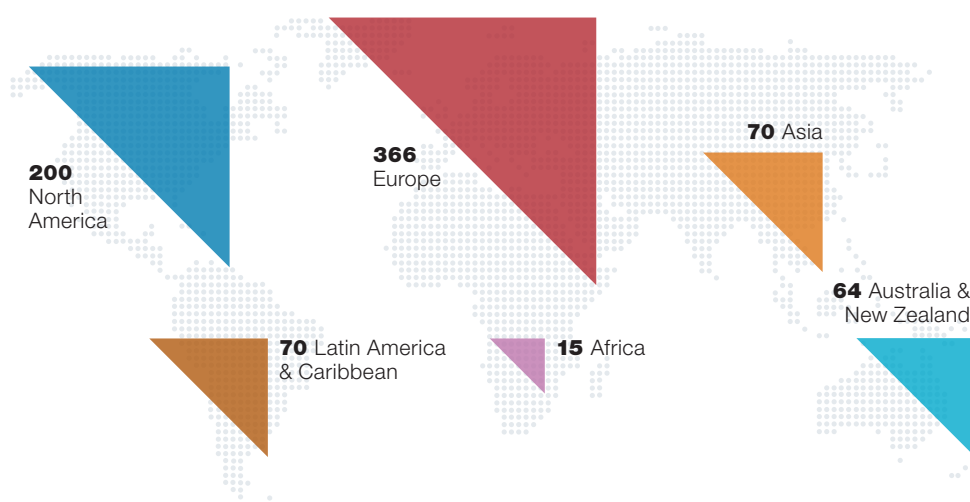 200
North
America
366
Europe
70 Asia
64 Australia &
New Zealand
70 Latin America
& Caribbean
15 Africa